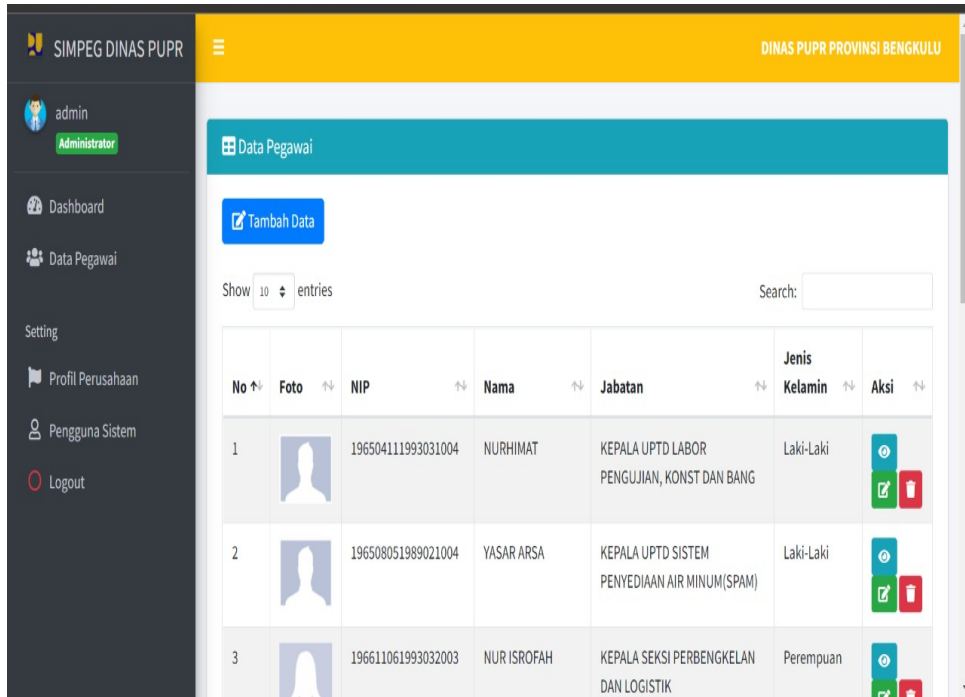 SIMPEG DINAS PUPR
DINAS PUPR PROVINSI BENGKULU
admin
Administrator
Dashboard
Data Pegawai
Setting
Profil Perusahaan
Pengguna Sistem
Logout
Data Pegawai
Tambah Data
Show 10 entries
Search:
No Foto NIP Nama Jabatan Jenis Kelamin Aksi
1 196504111993031004 NURHIMAT KEPALA UPTD LABOR Laki-Laki
PENGUJIAN, KONST DAN BANG
2 196508051989021004 YASAR ARSA KEPALA UPTD SISTEM Laki-Laki
PENYEDIAAN AIR MINUM(SPAM)
3 196611061993032003 NUR ISROFAH KEPALA SEKSI PERBENGKELAN Perempuan
DAN LOGISTIK